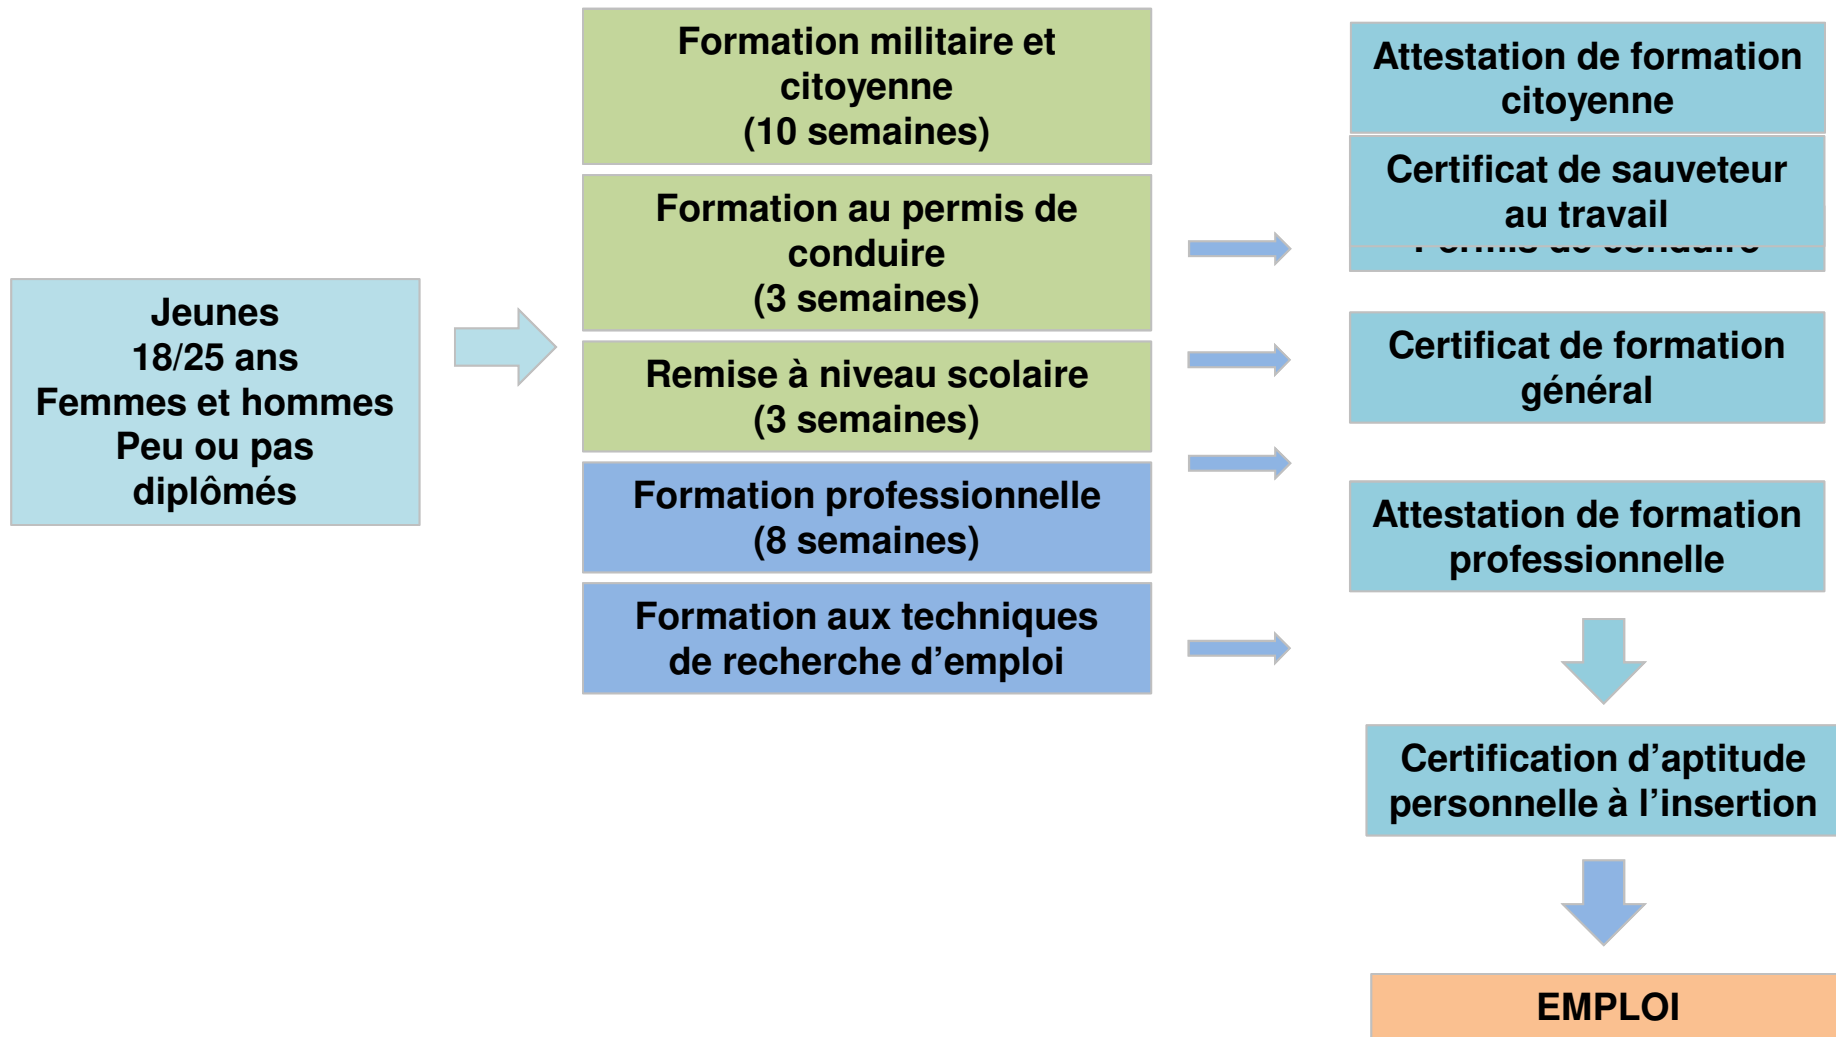 Jeunes
18/25 ans
Femmes et hommes
Peu ou pas
diplômés
Formation militaire et
citoyenne
(10 semaines)
Formation au permis de
conduire
(3 semaines)
Remise à niveau scolaire
(3 semaines)
Formation professionnelle
(8 semaines)
Formation aux techniques
de recherche d’emploi
Attestation de formation
citoyenne
Certificat de sauveteur
au travail
Permis de conduire
Certificat de formation
général
Attestation de formation
professionnelle
Certification d’aptitude
personnelle à l’insertion
EMPLOI